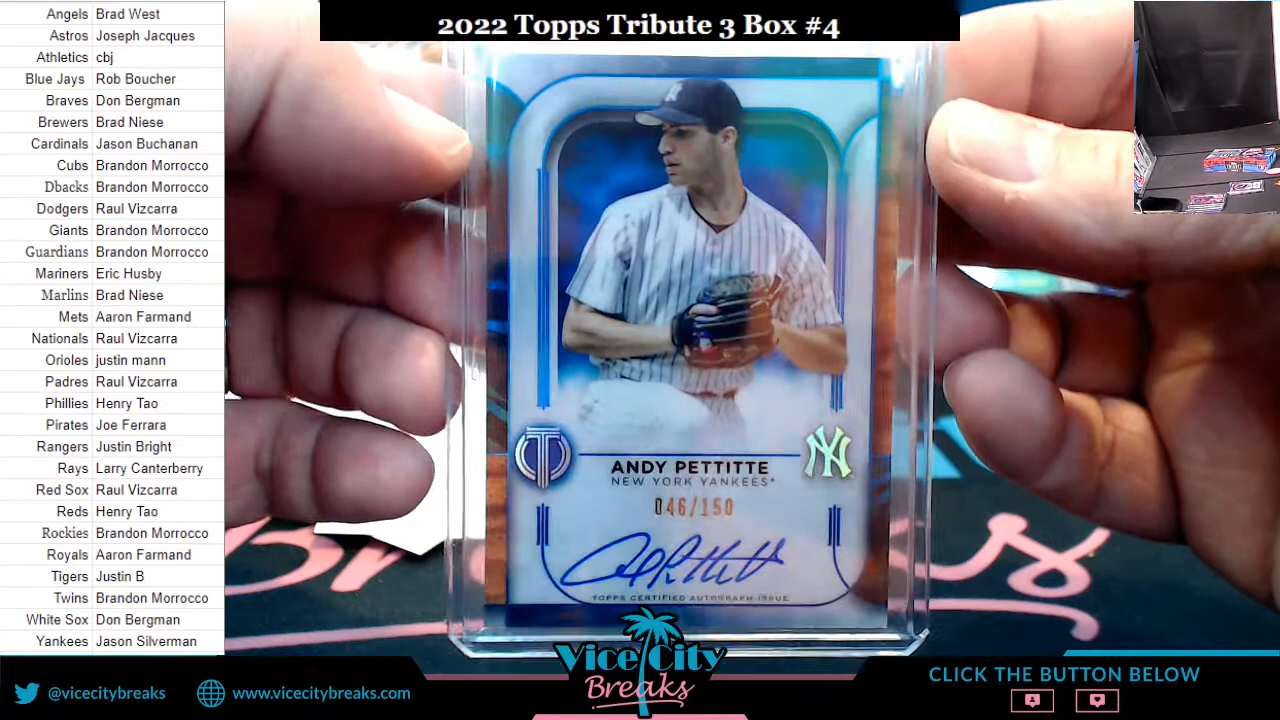 2022 Topps Tribute 3 Box #4
Angels Brad West
Astros Joseph Jacques
Athletics cbj
Blue Jays Rob Boucher
Braves Don Bergman
Brewers Brad Niese
Cardinals Jason Buchanan
Cubs Brandon Morrocco
Dbacks Brandon Morrocco
Dodgers Raul Vizcarra
Giants Brandon Morrocco
Guardians Brandon Morrocco
Mariners Eric Husby
Marlins Brad Niese
Mets Aaron Farmand
Nationals Raul Vizcarra
Orioles justin mann
Padres Raul Vizcarra
Phillies Henry Tao
Pirates Joe Ferrara
Rangers Justin Bright
Rays Larry Canterberry
Red Sox Raul Vizcarra
Reds Henry Tao
Rockies Brandon Morrocco
Royals Aaron Farmand
Tigers Justin B
Twins Brandon Morrocco
White Sox Don Bergman
Yankees Jason Silverman
NY
ANDY PETTITTE
NEW YORK YANKEES
046/150
TOPPS CERTIFIED AUTOGRAPH ISSUE
Vice City
Breaks
@vicecitybreaks
www.vicecitybreaks.com
CLICK THE BUTTON BELOW